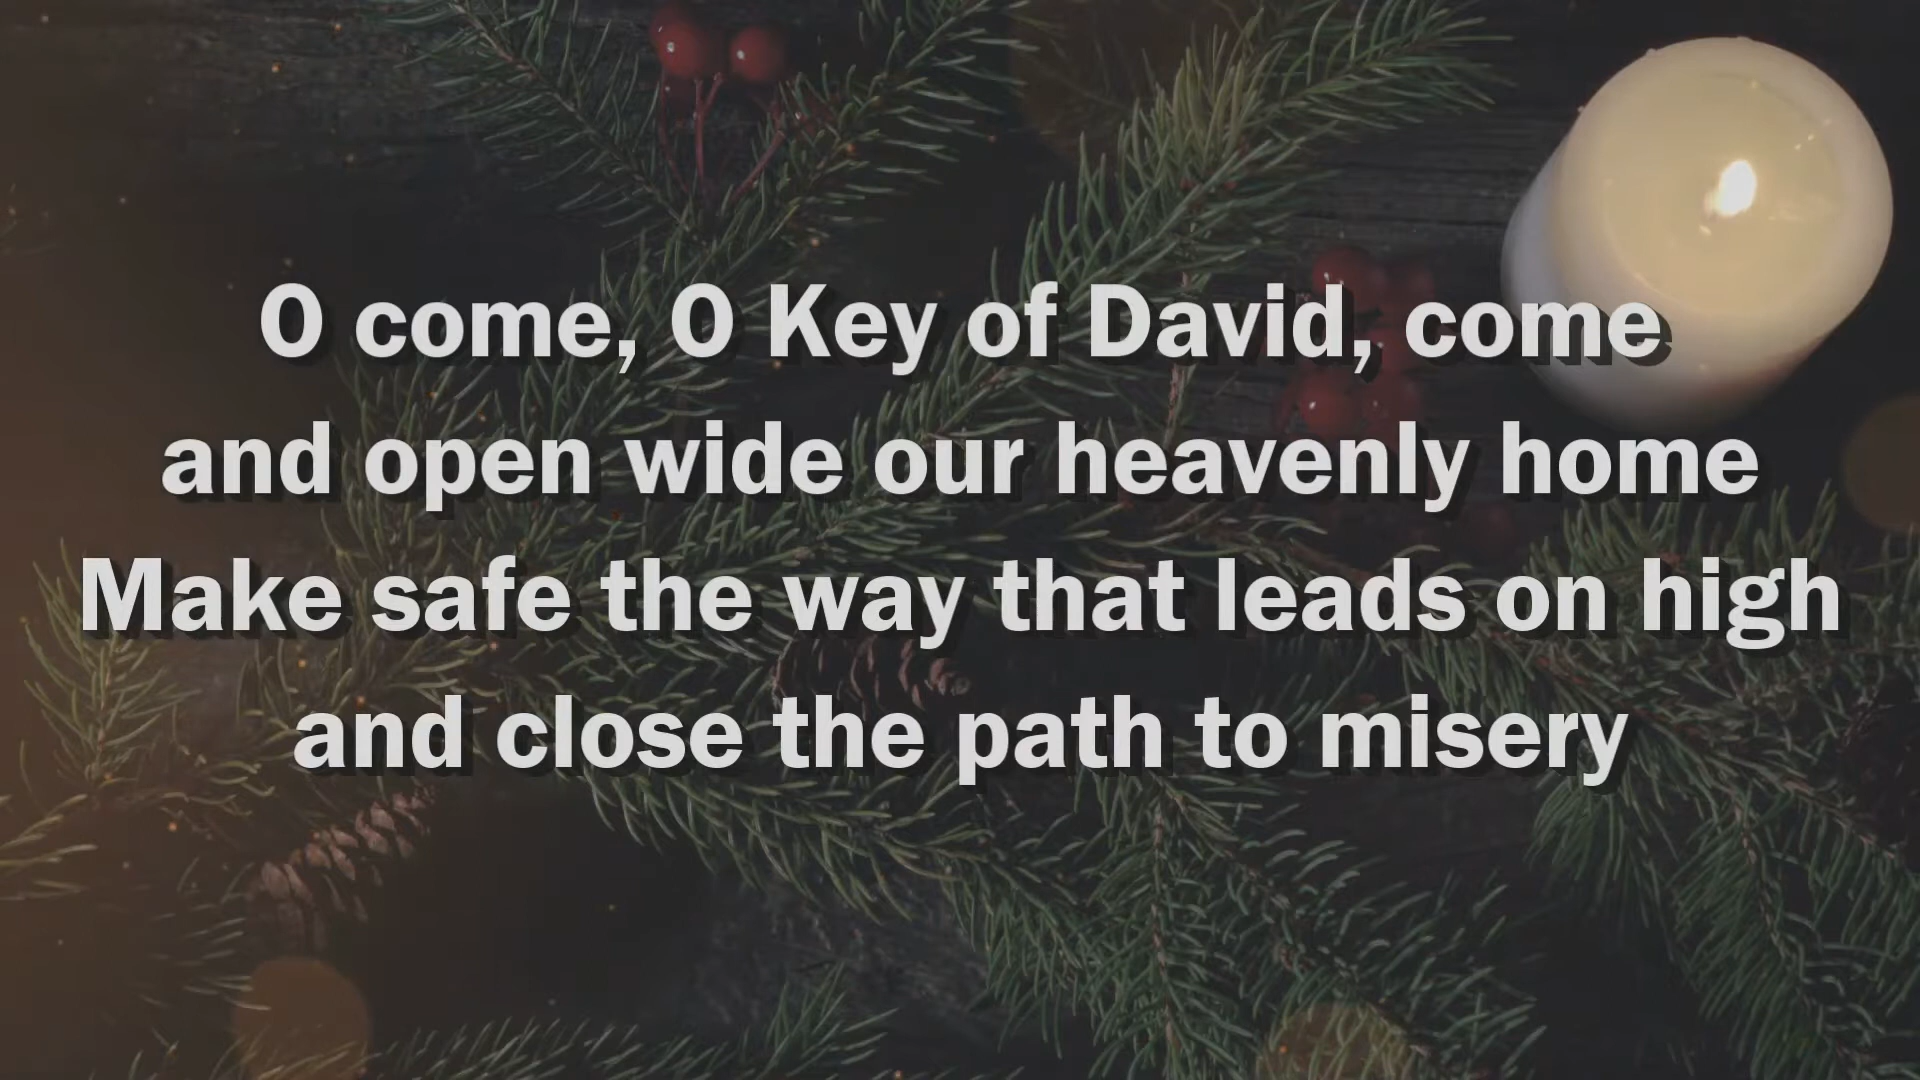 O come, O Key of David, come
and open wide our heavenly home
Make safe the way that leads on high
and close the path to misery